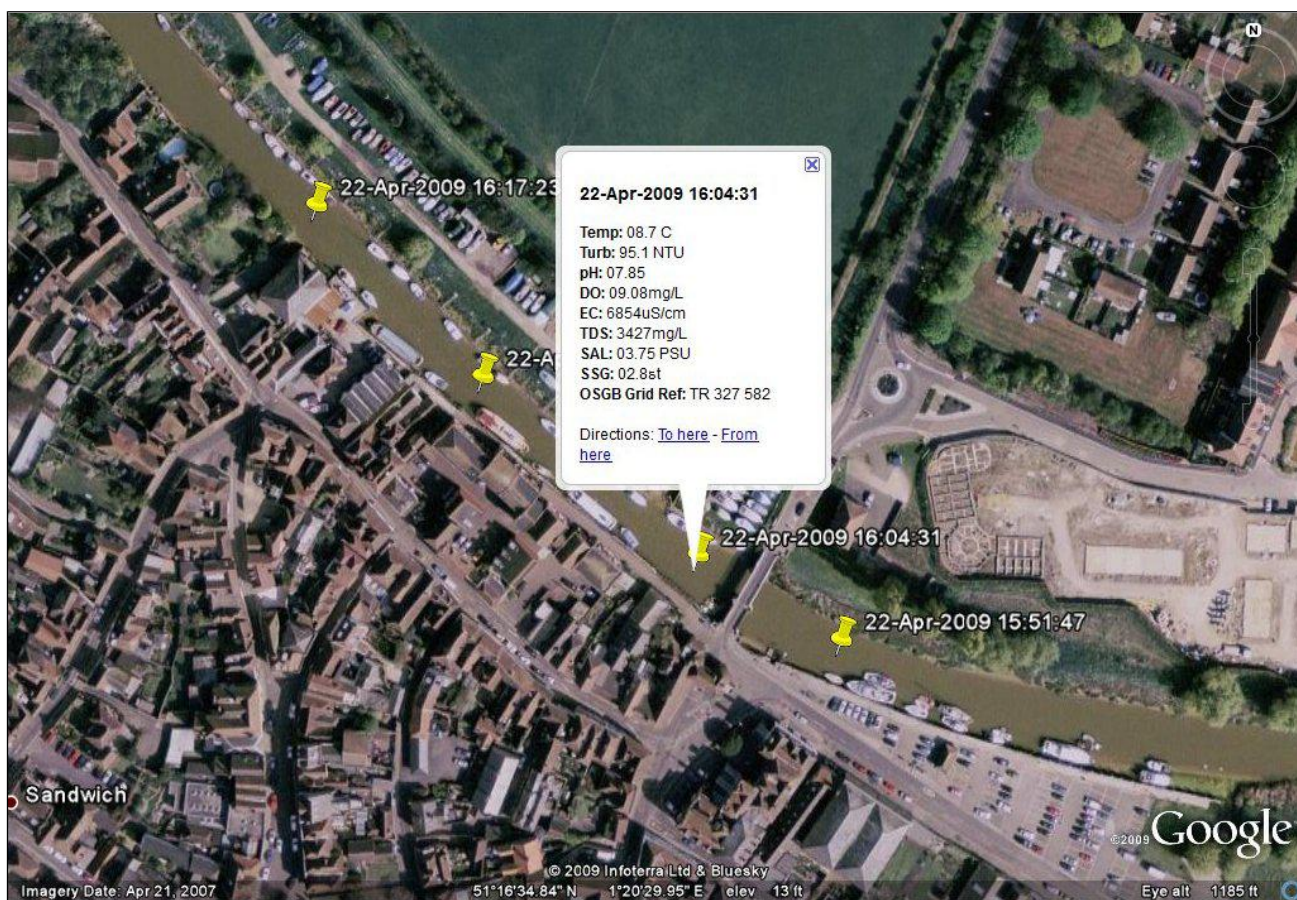 N
22-Apr-2009 16:17:23
22-Ap
22-Apr-2009 16:04:31
Temp: 08.7 C
Turb: 95.1 NTU
pH: 07.85
DO: 09.08mg/L
EC: 6854uS/cm
TDS: 3427mg/L
SAL: 03.75 PSU
SSG: 02.8st
OSGB Grid Ref: TR 327 582
Directions: To here - From
here
22-Apr-2009 16:04:31
22-Apr-2009 15:51:47
Sandwich
©2009 Google
© 2009 Infoterra Ltd & Bluesky
Imagery Date: Apr 21, 2007 51°16'34.84" N 1°20'29.95" E elev 13 ft Eye alt 1185 ft